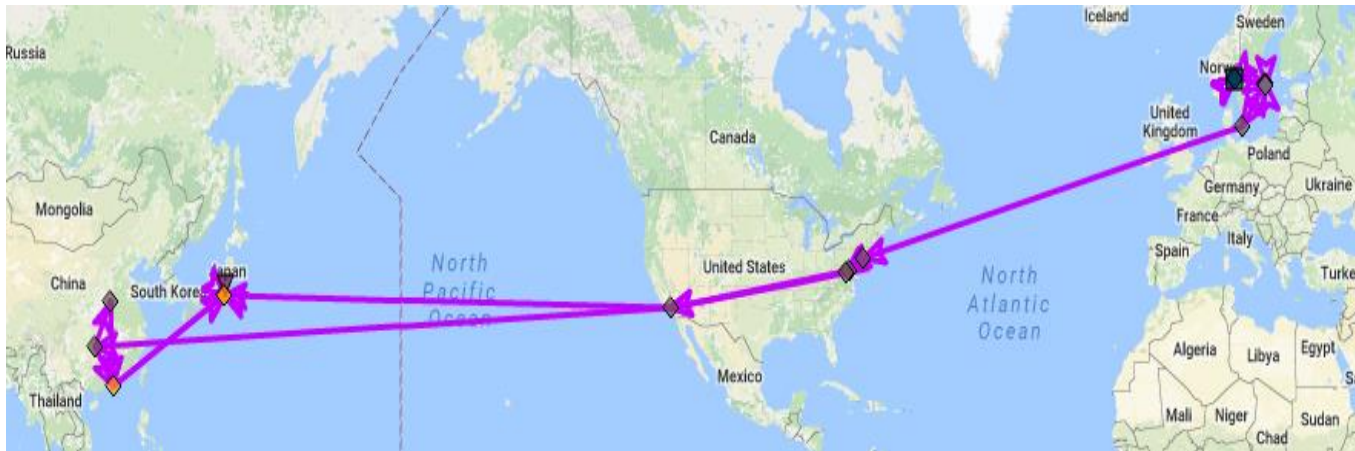 Iceland
Sweden
Russia
Norw
United
Kingdom
Canada
Poland
Mongolia
Germany
Ukraine
France
Spain
Italy
North
Pacific
Ocean
United States
North
Atlantic
Ocean
Japan
China
South Korea
Turke
Algeria
Libya
Egypt
Mexico
Thailand
Mali
Niger
Sudan
Chad